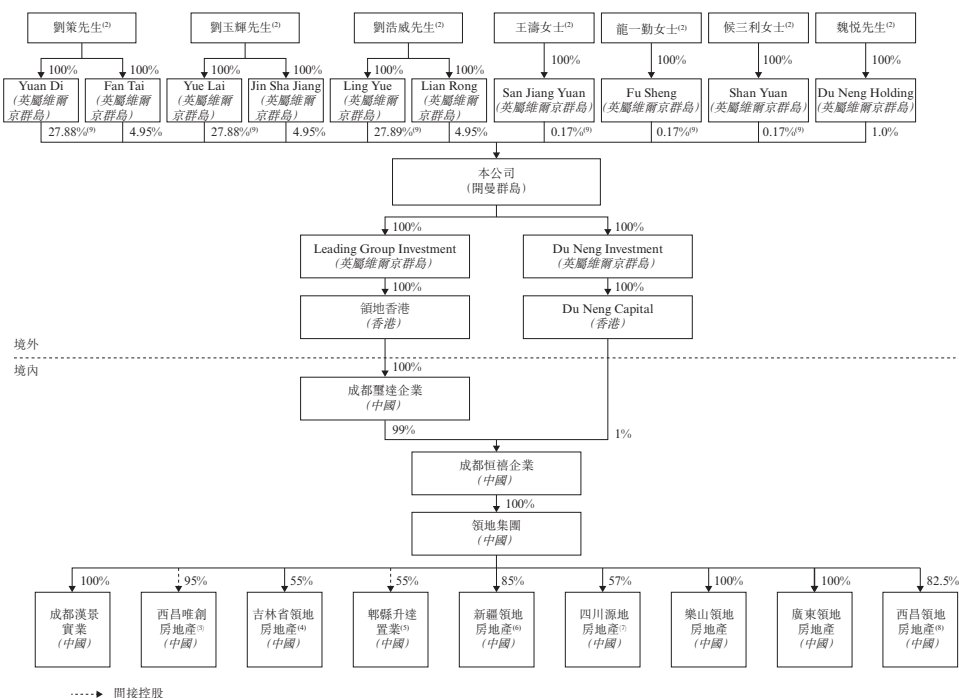 劉策先生(2)
劉玉輝先生(2)
劉浩威先生(2)
王濤女士(2)
龍一勤女士(2)
候三利女士(2)
魏悦先生(2)
100%
100%
100%
100%
100%
100%
100%
100%
100%
100%
Yuan Di
(英屬維爾
京群島)
Fan Tai
(英屬維爾
京群島)
Yue Lai
(英屬維爾
京群島)
Jin Sha Jiang
(英屬維爾
京群島)
Ling Yue
(英屬維爾
京群島)
Lian Rong
(英屬維爾
京群島)
San Jiang Yuan
(英屬維爾京群島)
Fu Sheng
(英屬維爾京群島)
Shan Yuan
(英屬維爾京群島)
Du Neng Holding
(英屬維爾京群島)
27.88%(9)
4.95%
27.88%(9)
4.95%
27.89%(9)
4.95%
0.17%(9)
0.17%(9)
0.17%(9)
1.0%
本公司
(開曼群島)
100%
100%
Leading Group Investment
(英屬維爾京群島)
Du Neng Investment
(英屬維爾京群島)
100%
100%
領地香港
(香港)
Du Neng Capital
(香港)
境外
境內
100%
成都璽達企業
(中國)
99%
1%
成都恒禧企業
(中國)
100%
領地集團
(中國)
100%
95%
55%
55%
85%
57%
100%
100%
82.5%
成都漢景
實業
(中國)
西昌唯創
房地產(3)
(中國)
吉林省領地
房地產(4)
(中國)
郫縣升達
置業(5)
(中國)
新疆領地
房地產(6)
(中國)
四川源地
房地產(7)
(中國)
樂山領地
房地產
(中國)
廣東領地
房地產
(中國)
西昌領地
房地產(8)
(中國)
間接控股